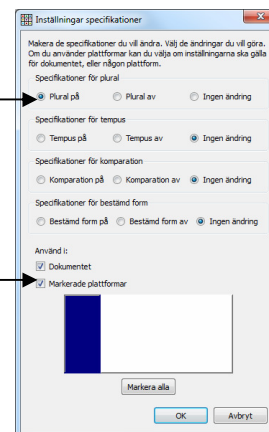 Inställningar specifikationer
Makera de specifikationer du vill ändra. Välj de ändringar du vill göra.
Om du använder plattformar kan du välja om inställningarna ska gälla
för dokumentet, eller någon plattform.
Specifikationer för plural
Plural på Plural av Ingen ändring
Specifikationer för tempus
Tempus på Tempus av Ingen ändring
Specifikationer för komparation
Komparation på Komparation av Ingen ändring
Specifikationer för bestämd form
Bestämd form på Bestämd form av Ingen ändring
Använd i:
Dokumentet
Markerade plattformar
Markera alla
OK Avbryt